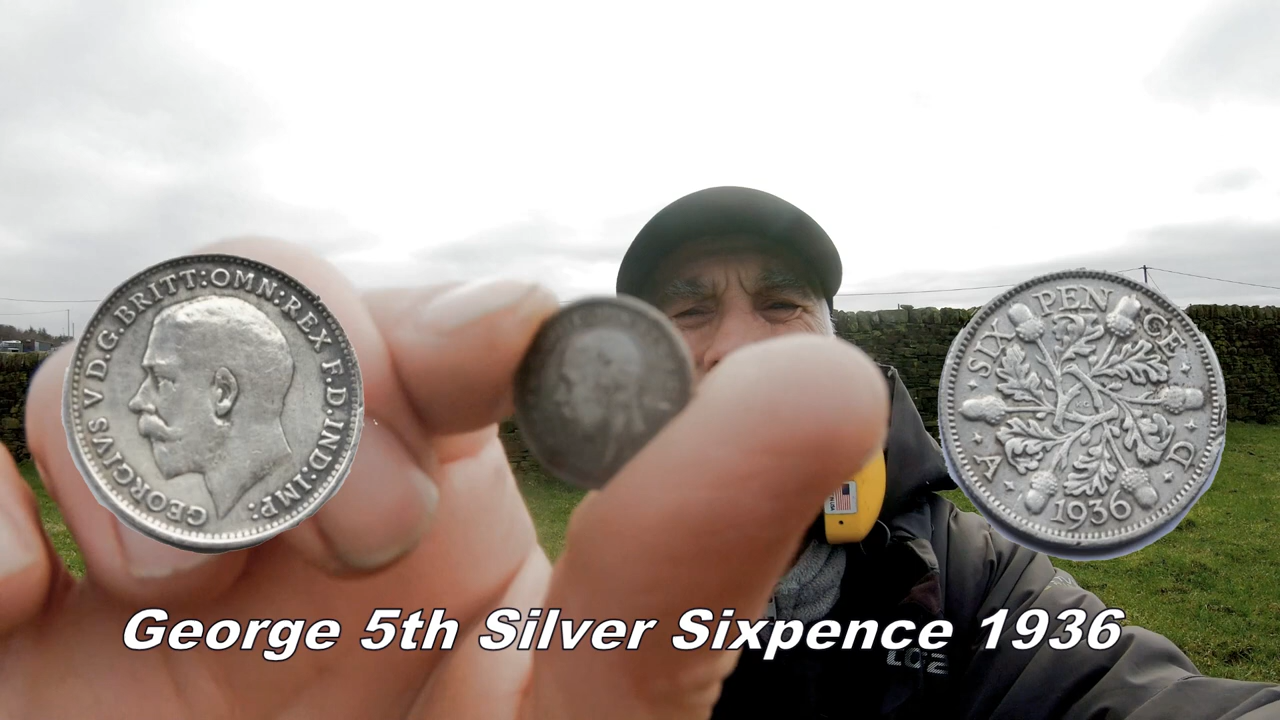 GEORGIVS V D.G.BRITT:OMN:REX F.D.IND:IMP:
SIX PEN CE
A D
1936
George 5th Silver Sixpence 1936